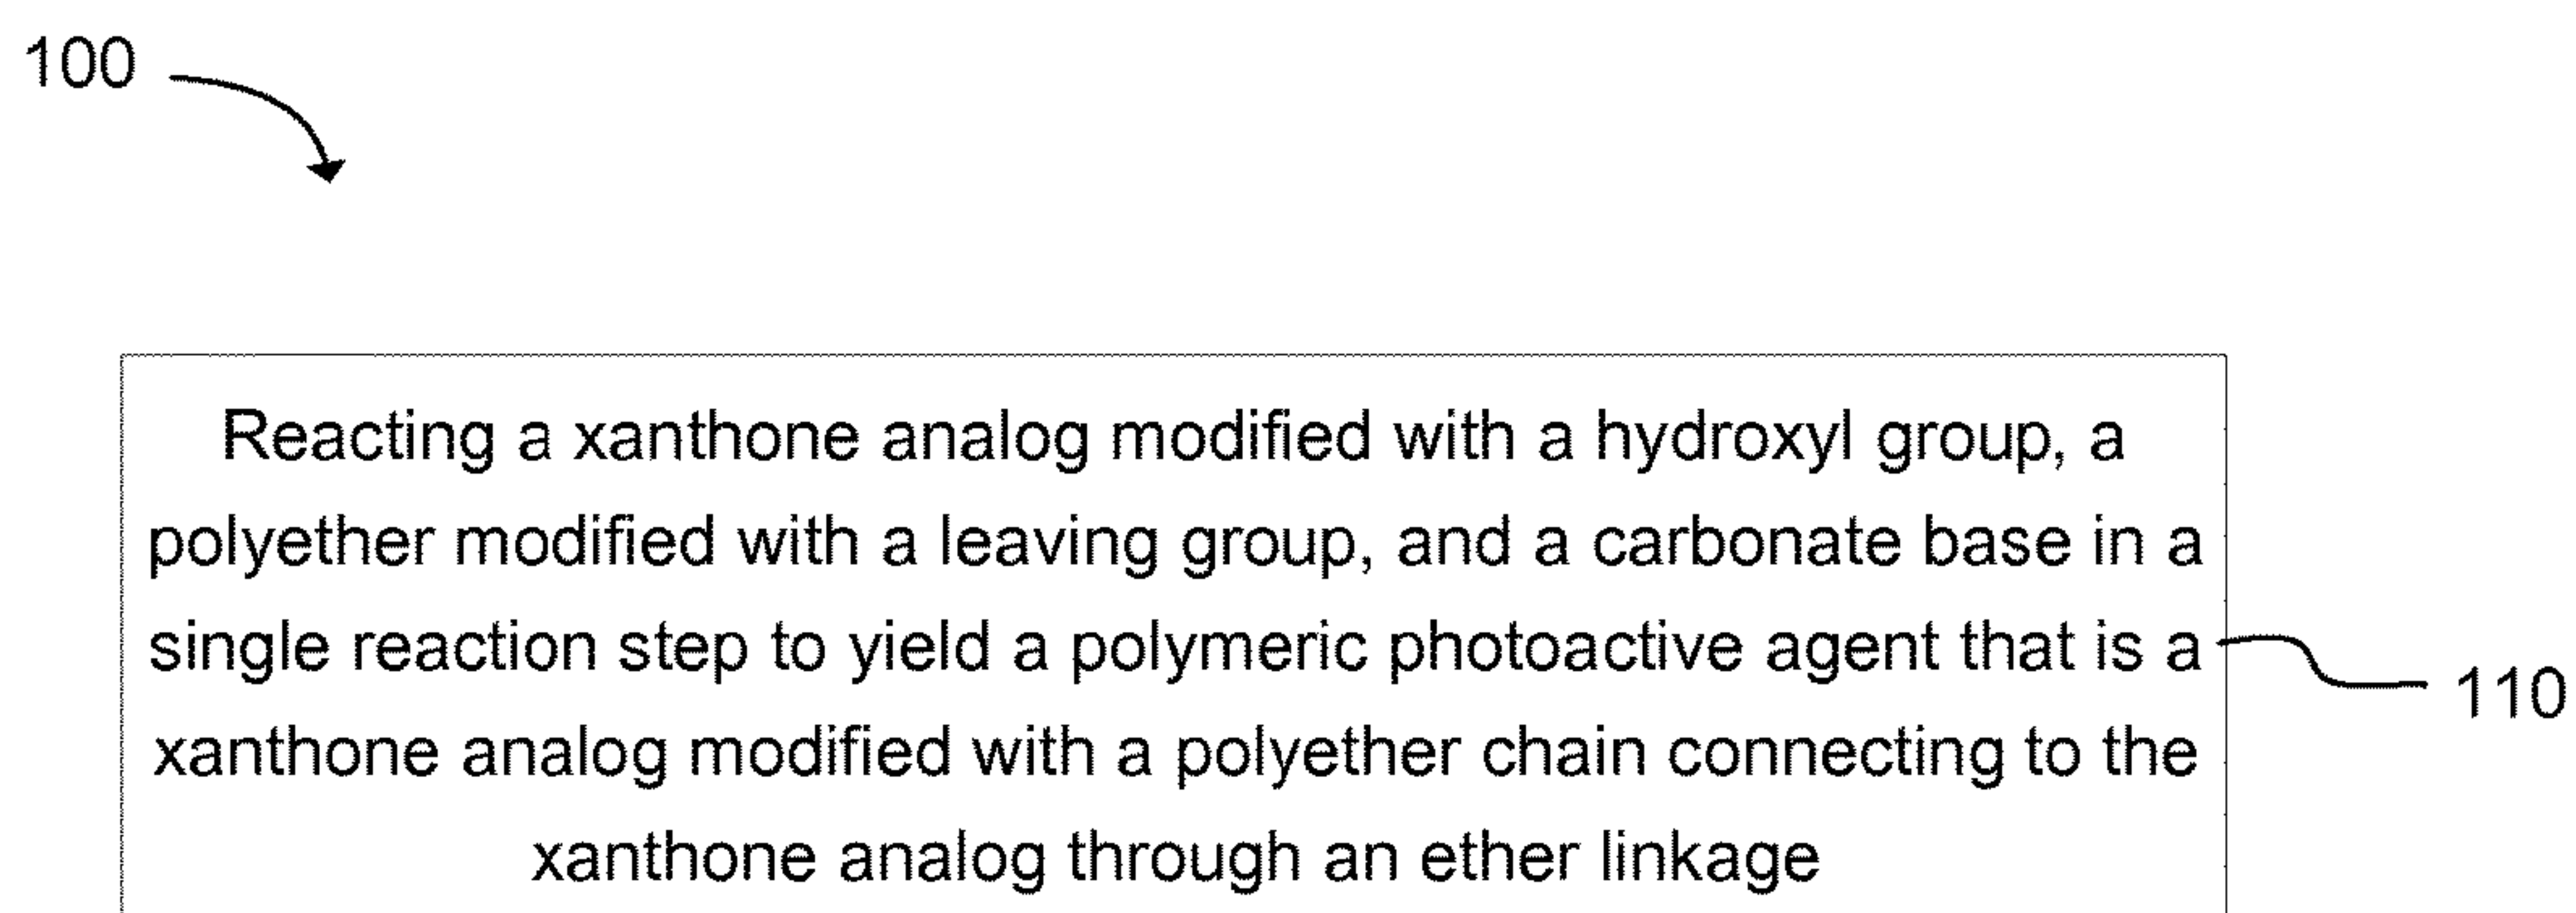 100
Reacting a xanthone analog modified with a hydroxyl group, a
polyether modified with a leaving group, and a carbonate base in a
single reaction step to yield a polymeric photoactive agent that is a
110
xanthone analog modified with a polyether chain connecting to the
xanthone analog through an ether linkage